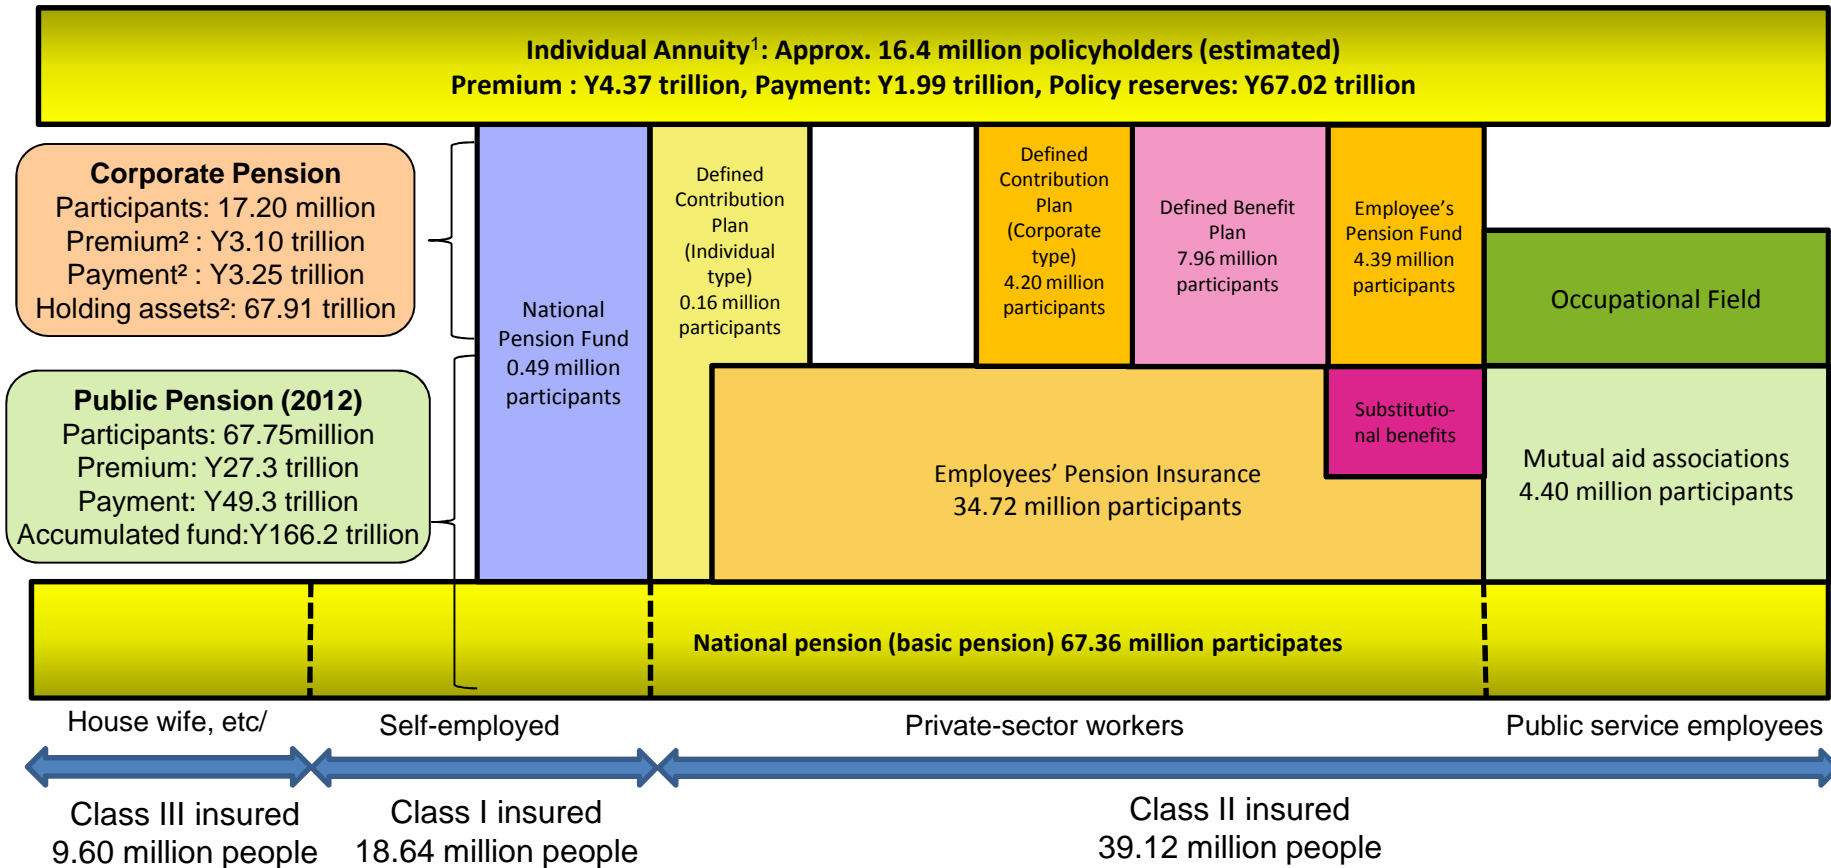 Individual Annuity¹: Approx. 16.4 million policyholders (estimated)
Premium : Y4.37 trillion, Payment: Y1.99 trillion, Policy reserves: Y67.02 trillion
Corporate Pension
Participants: 17.20 million
Premium² : Y3.10 trillion
Payment² : Y3.25 trillion
Holding assets²: 67.91 trillion
Public Pension (2012)
Participants: 67.75million
Premium: Y27.3 trillion
Payment: Y49.3 trillion
Accumulated fund:Y166.2 trillion
National
Pension Fund
0.49 million
participants
Defined
Contribution
Plan
(Individual
type)
0.16 million
participants
Defined
Contribution
Plan
(Corporate
type)
4.20 million
participants
Defined Benefit
Plan
7.96 million
participants
Employee's
Pension Fund
4.39 million
participants
Occupational Field
Substitutio-
nal benefits
Employees' Pension Insurance
34.72 million participants
Mutual aid associations
4.40 million participants
National pension (basic pension) 67.36 million participates
House wife, etc/
Self-employed
Private-sector workers
Public service employees
Class III insured
9.60 million people
Class I insured
18.64 million people
Class II insured
39.12 million people